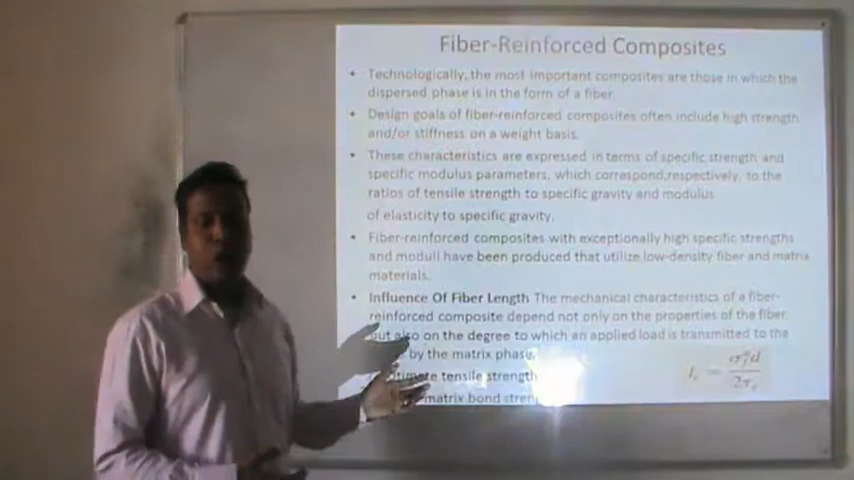 Fiber-Reinforced Composites
• Technologically, the most important composites are those in which the
dispersed phase is in the form of a fiber.
• Design goals of fiber-reinforced composites often include high strength
and/or stiffness on a weight basis.
• These characteristics are expressed in terms of specific strength and
specific modulus parameters, which correspond,respectively, to the
ratios of tensile strength to specific gravity and modulus
of elasticity to specific gravity.
• Fiber-reinforced composites with exceptionally high specific strengths
and moduli have been produced that utilize low-density fiber and matrix
materials.
• Influence Of Fiber Length The mechanical characteristics of a fiber-
reinforced composite depend not only on the properties of the fiber,
but also on the degree to which an applied load is transmitted to the
by the matrix phase.
tensile strength
matrix bond